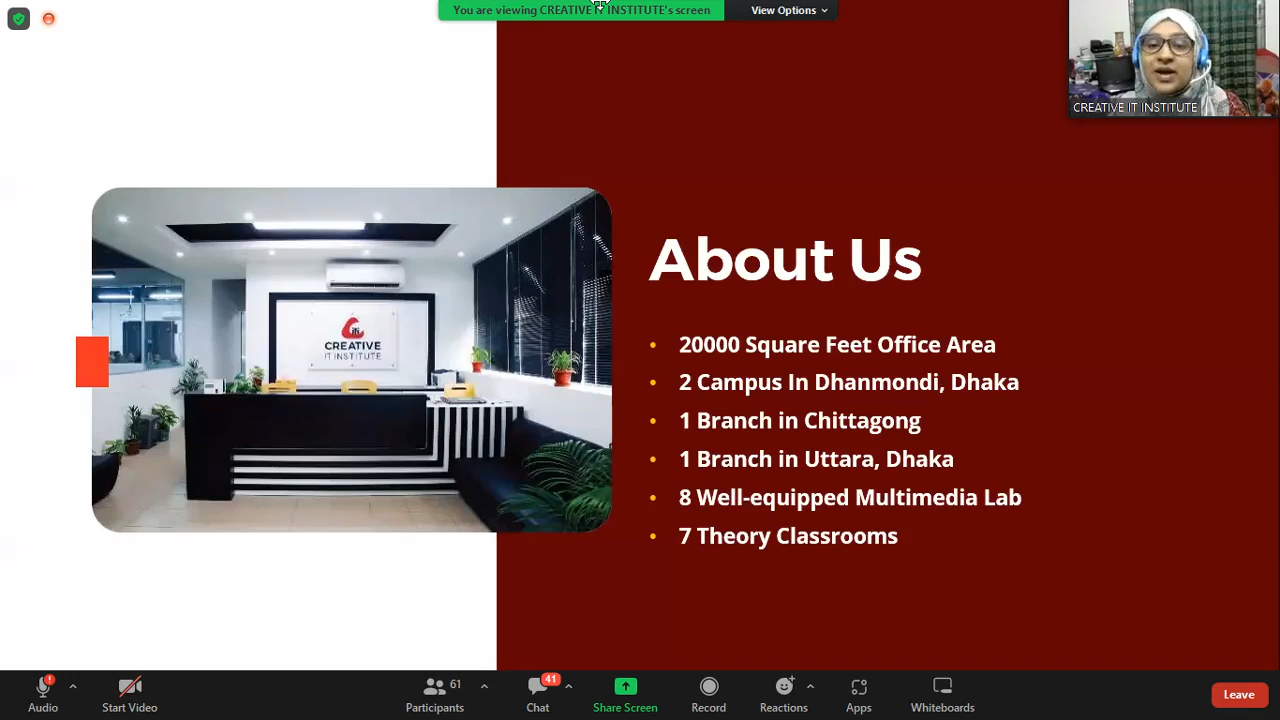 You are viewing CREATIVE IT INSTITUTE's screen
View Options
CREATIVE IT INSTITUTE
CREATIVE
IT INSTITUTE
About Us
• 20000 Square Feet Office Area
• 2 Campus In Dhanmondi, Dhaka
• 1 Branch in Chittagong
• 1 Branch in Uttara, Dhaka
• 8 Well-equipped Multimedia Lab
• 7 Theory Classrooms
Audio
Start Video
61
Participants
41
Chat
Share Screen
Record
Reactions
Apps
Whiteboards
Leave